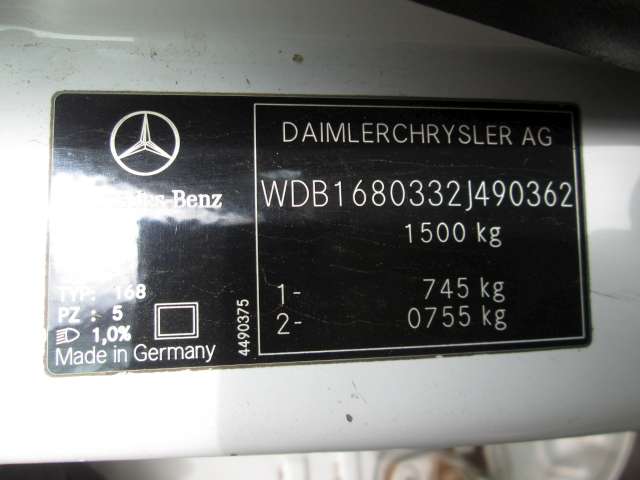 DAIMLERCHRYSLER AG
Mercedes-Benz
WDB1680332J490362
1500 kg
1- 745 kg
2- 0755 kg
TYP: 168
PZ : 5
1,0%
Made in Germany
4490375